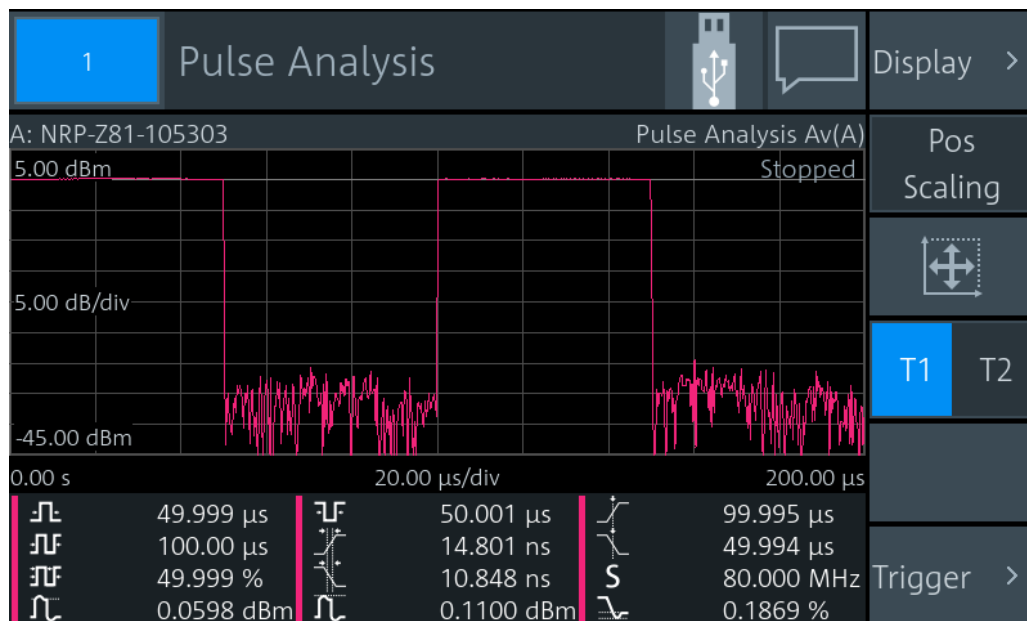 1
Pulse Analysis
Display >
A: NRP-Z81-105303
Pulse Analysis Av(A)
5.00 dBm
Stopped
Pos
Scaling
5.00 dB/div
T1
T2
-45.00 dBm
0.00 s
20.00 µs/div
200.00 µs
49.999 µs
50.001 µs
99.995 µs
100.00 µs
14.801 ns
49.994 µs
49.999 %
10.848 ns
S
80.000 MHz
0.0598 dBm
0.1100 dBm
0.1869 %
Trigger >